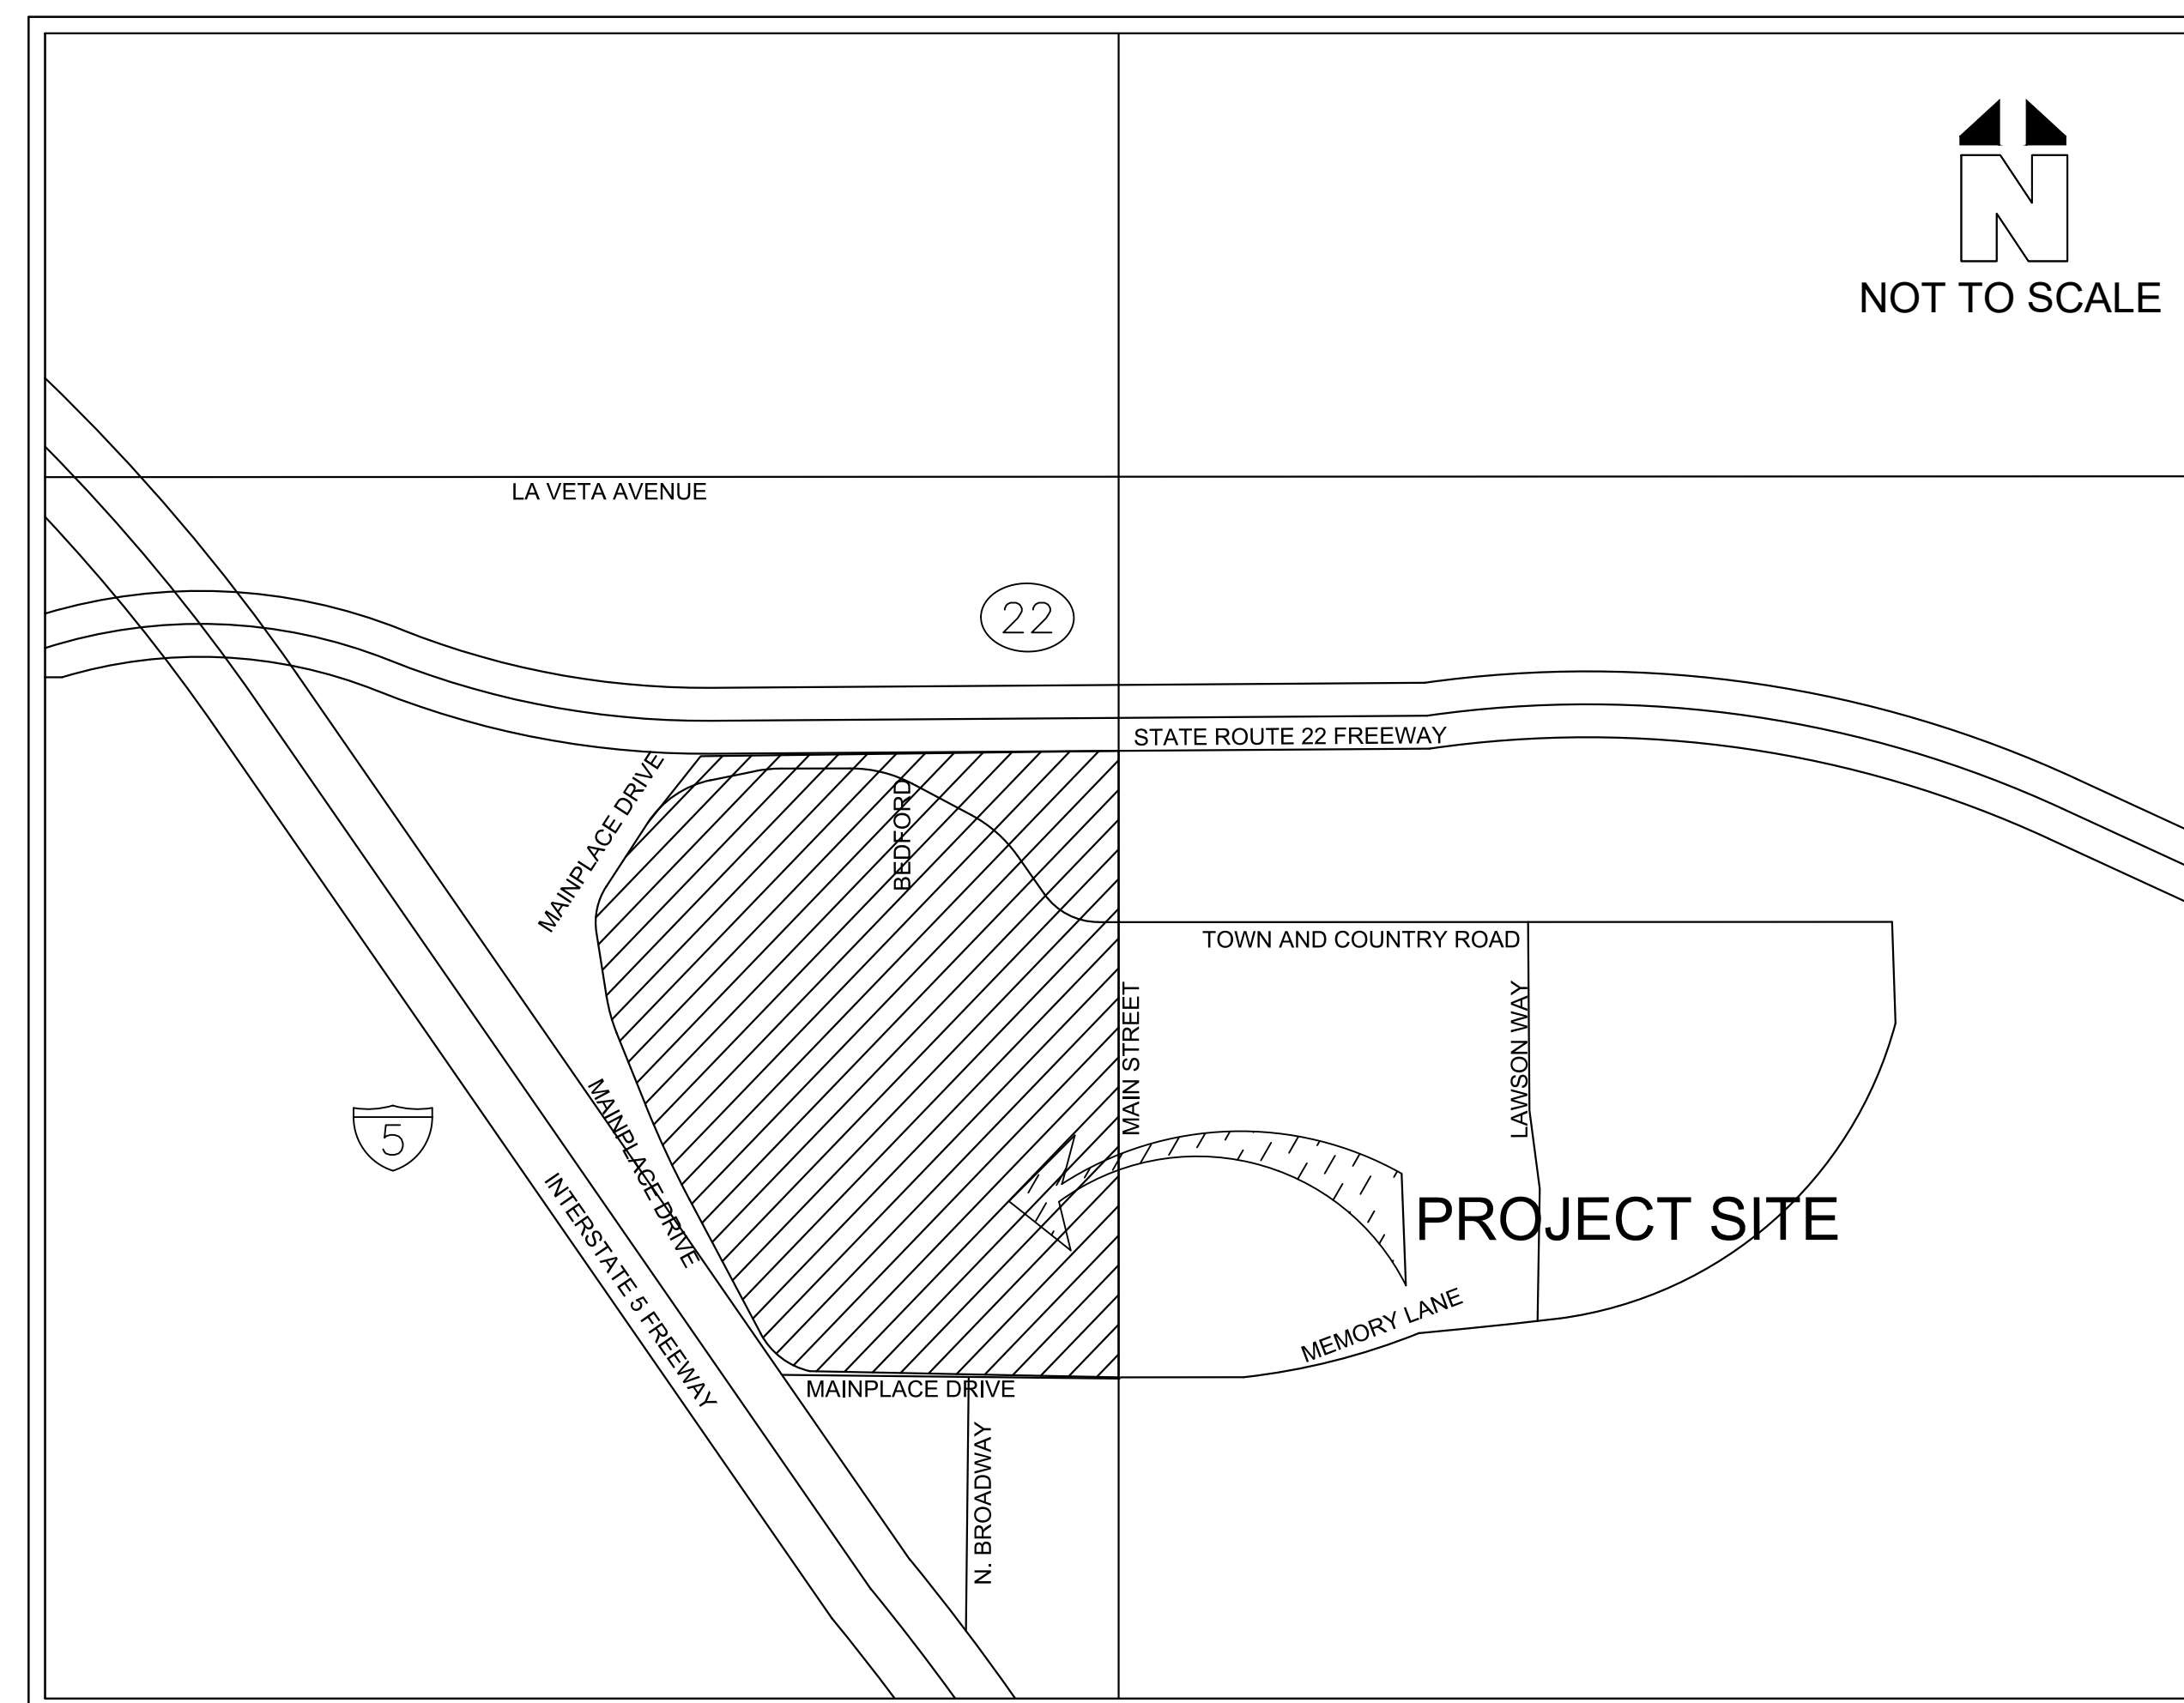 N
NOT TO SCALE
LA VETA AVENUE
22
STATE ROUTE 22 FREEWAY
MAINPLACE DRIVE
BEDFORD
TOWN AND COUNTRY ROAD
MAIN STREET
LAWSON WAY
5
MAINPLACE DRIVE
INTERSTATE 5 FREEWAY
PROJECT SITE
MEMORY LANE
MAINPLACE DRIVE
N. BROADWAY